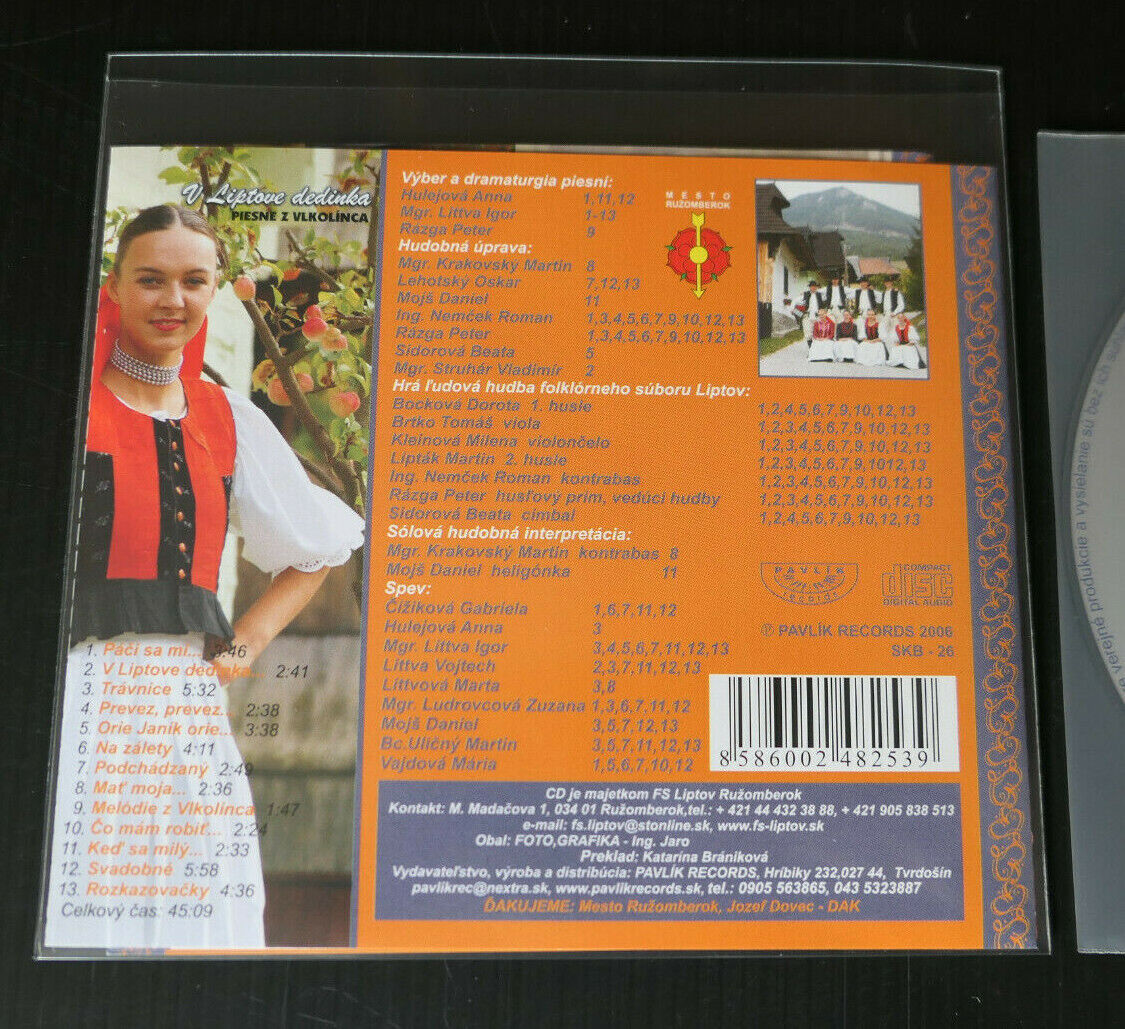 V Liptove dedinka
PIESNE Z VLKOLÍNCA
1. Páči sa mi... 3:46
2. V Liptove dedinka... 2:41
3. Trávnice 5:32
4. Prevez, prevez... 2:38
5. Orie Janík orie... 3:38
6. Na zálety 4:11
7. Podchádzaný 2:49
8. Mať moja... 2:36
9. Melódie z Vlkolínca 1:47
10. Čo mám robiť... 2:24
11. Keď sa milý... 2:33
12. Svadobné 5:58
13. Rozkazovačky 4:36
Celkový čas: 45:09
Výber a dramaturgia piesní:
Hulejová Anna 1,11,12
Mgr. Littva Igor 1-13
Rázga Peter 9
Hudobná úprava:
Mgr. Krakovský Martin 8
Lehotský Oskar 7,12,13
Mojš Daniel 11
Ing. Nemček Roman 1,3,4,5,6,7,9,10,12,13
Rázga Peter 1,3,4,5,6,7,9,10,12,13
Sidorová Beata 5
Mgr. Struhár Vladimír 2
MESTO
RUŽOMBEROK
Hrá ľudová hudba folklórneho súboru Liptov:
Bocková Dorota 1. husle 1,2,4,5,6,7,9,10,12,13
Brtko Tomáš viola 1,2,3,4,5,6,7,9,10,12,13
Kleinová Milena violončelo 1,2,3,4,5,6,7,9,10,12,13
Lipták Martin 2. husle 1,2,3,4,5,6,7,9,1012,13
Ing. Nemček Roman kontrabas 1,2,3,4,5,6,7,9,10,12,13
Rázga Peter husľový prím, vedúci hudby 1,2,3,4,5,6,7,9,10,12,13
Sidorová Beata cimbal 1,2,4,5,6,7,9,10,12,13
Sólová hudobná interpretácia:
Mgr. Krakovský Martin kontrabas 8
Mojš Daniel heligónka 11
Spev:
Čížiková Gabriela 1,6,7,11,12
Hulejová Anna 3
Mgr. Littva Igor 3,4,5,6,7,11,12,13
Littva Vojtech 2,3,7,11,12,13
Littvová Marta 3,8
Mgr. Ludrovcová Zuzana 1,3,6,7,11,12
Mojš Daniel 3,5,7,12,13
Bc.Uličný Martin 3,5,7,11,12,13
Vajdová Mária 1,5,6,7,10,12
PAVLÍK
records
COMPACT
disc
DIGITAL AUDIO
℗ PAVLÍK RECORDS 2006
SKB - 26
8 586002 482539
CD je majetkom FS Liptov Ružomberok
Kontakt: M. Madačova 1, 034 01 Ružomberok,tel.: + 421 44 432 38 88, + 421 905 838 513
e-mail: fs.liptov@stonline.sk, www.fs-liptov.sk
Obal: FOTO,GRAFIKA - Ing. Jaro
Preklad: Katarína Brániková
Vydavateľstvo, výroba a distribúcia: PAVLÍK RECORDS, Hríbiky 232,027 44, Tvrdošín
pavlikrec@nextra.sk, www.pavlikrecords.sk, tel.: 0905 563865, 043 5323887
ĎAKUJEME: Mesto Ružomberok, Jozef Dovec - DAK
verejné produkcie a vysielanie sú bez ich